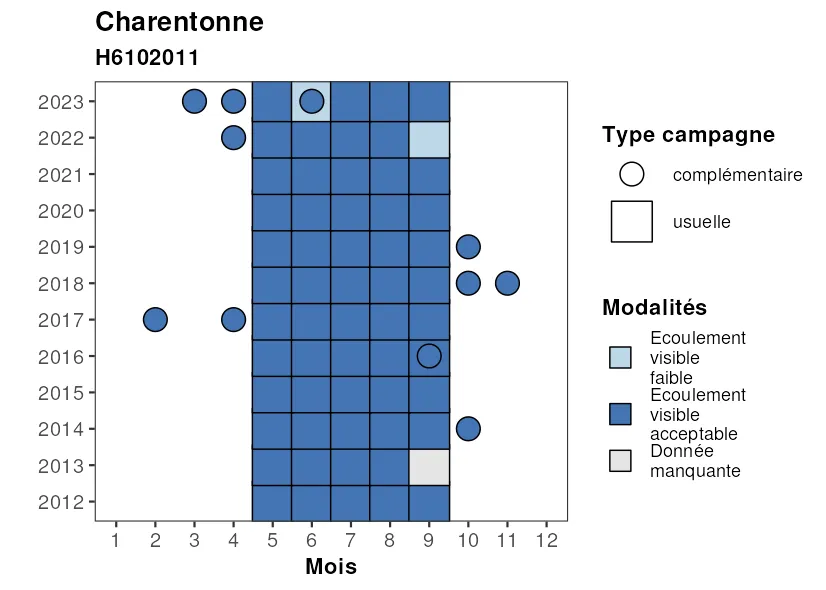 Charentonne
H6102011
2023
2022
2021
2020
2019
2018
2017
2016
2015
2014
2013
2012
1 2 3 4 5 6 7 8 9 10 11 12
Mois
Type campagne
complémentaire
usuelle
Modalités
Ecoulement
visible
faible
Ecoulement
visible
acceptable
Donnée
manquante